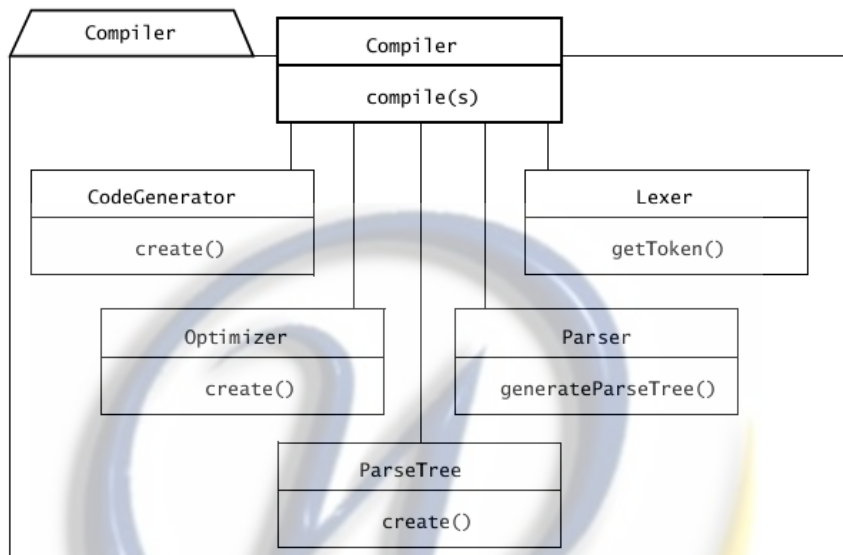 Compiler
Compiler
compile(s)
CodeGenerator
create()
Lexer
getToken()
Optimizer
create()
Parser
generateParseTree()
ParseTree
create()